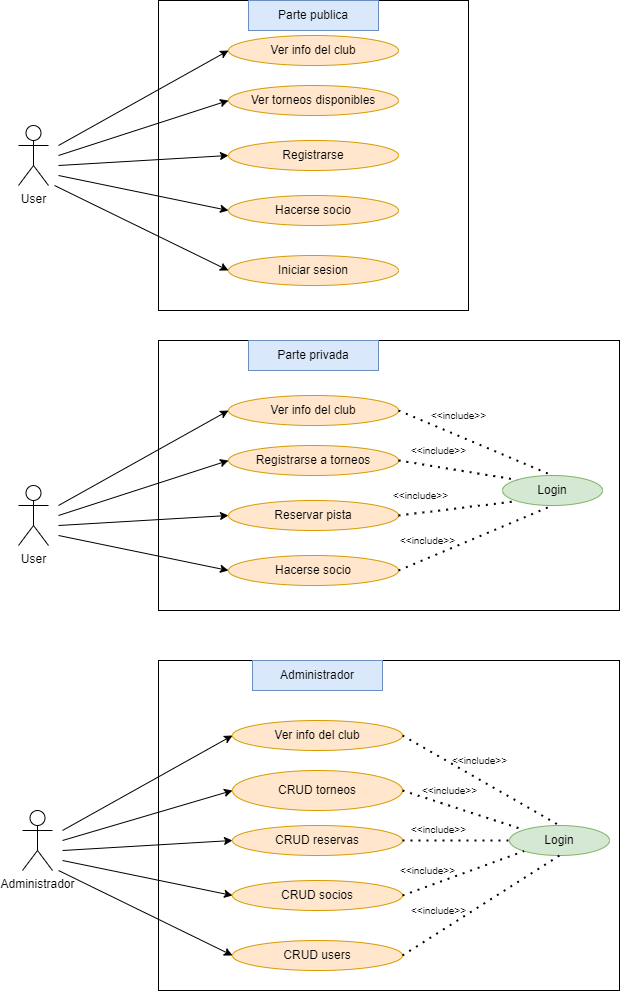 Parte publica
Ver info del club
Ver torneos disponibles
Registrarse
Hacerse socio
Iniciar sesion
User
Parte privada
Ver info del club
<<include>>
Registrarse a torneos
<<include>>
Login
Reservar pista
<<include>>
Hacerse socio
<<include>>
User
Administrador
Ver info del club
<<include>>
CRUD torneos
<<include>>
CRUD reservas
<<include>>
Login
CRUD socios
<<include>>
Administrador
<<include>>
CRUD users